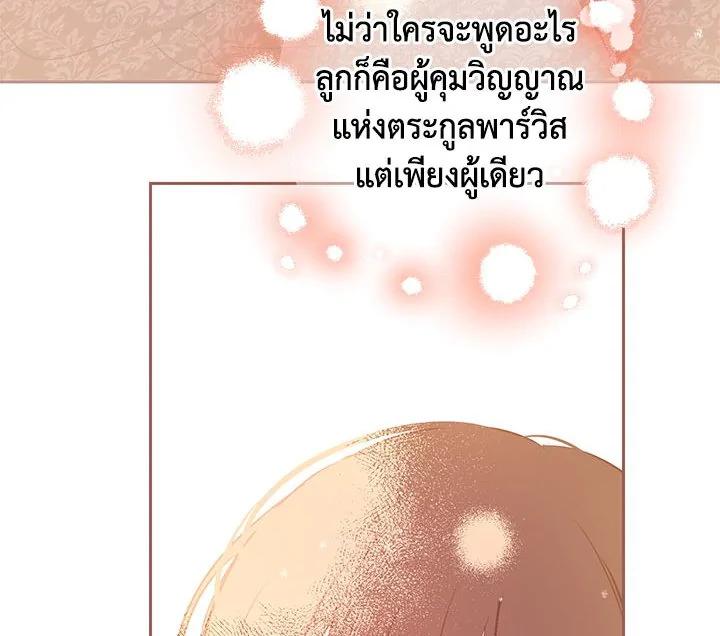 ไม่ว่าใครจะพูดอะไร
ลูกก็คือผู้คุมวิญญาณ
แห่งตระกูลพาร์วิส
แต่เพียงผู้เดียว